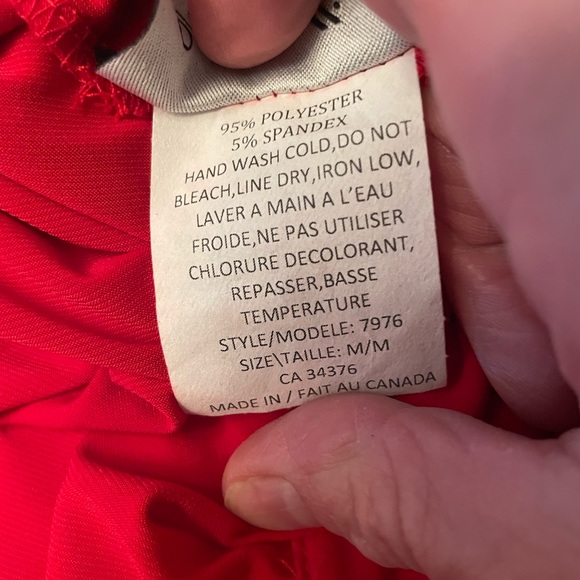 95% POLYESTER
5% SPANDEX
HAND WASH COLD,DO NOT
BLEACH,LINE DRY,IRON LOW,
LAVER A MAIN A L’EAU
FROIDE,NE PAS UTILISER
CHLORURE DECOLORANT,
REPASSER,BASSE
TEMPERATURE
STYLE/MODELE: 7976
SIZE\TAILLE: M/M
CA 34376
MADE IN / FAIT AU CANADA